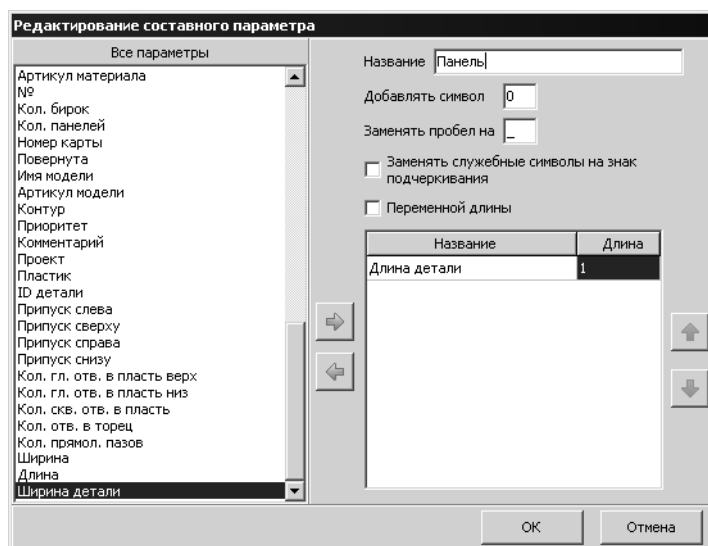 Редактирование составного параметра
Все параметры
Артикул материала
№
Кол. бирок
Кол. панелей
Номер карты
Повернута
Имя модели
Артикул модели
Контур
Приоритет
Комментарий
Проект
Пластик
ID детали
Припуск слева
Припуск сверху
Припуск справа
Припуск снизу
Кол. гл. отв. в пласть верх
Кол. гл. отв. в пласть низ
Кол. скв. отв. в пласть
Кол. отв. в торец
Кол. прямол. пазов
Ширина
Длина
Ширина детали
Название Панель
Добавлять символ 0
Заменять пробел на _
Заменять служебные символы на знак
подчеркивания
Переменной длины
Название Длина
Длина детали 1
OK Отмена